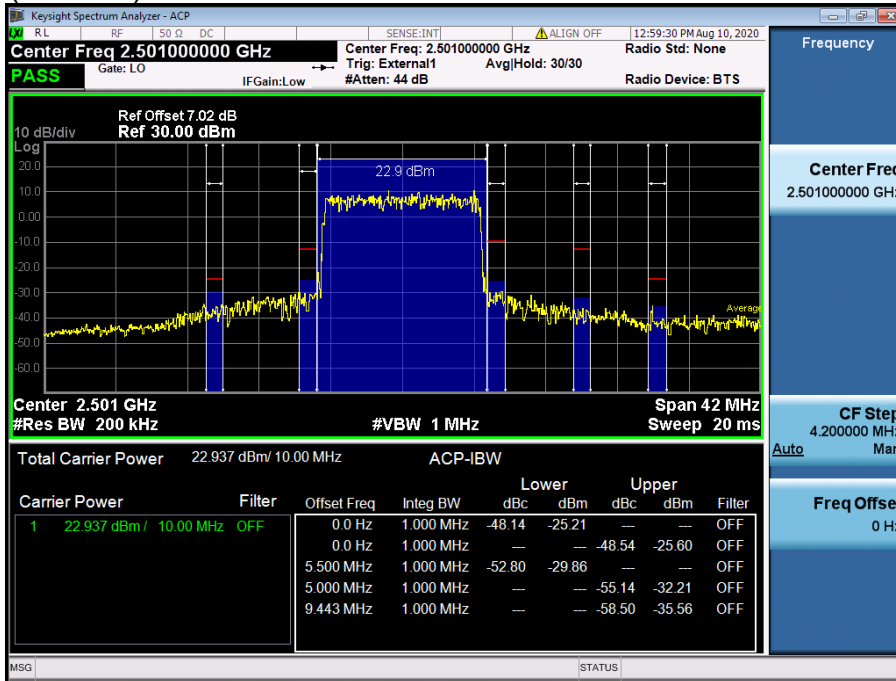 Keysight Spectrum Analyzer - ACP
LXI RL RF 50 Ω DC SENSE:INT ALIGN OFF 12:59:30 PM Aug 10, 2020
Center Freq 2.501000000 GHz Center Freq: 2.501000000 GHz Radio Std: None
PASS Gate: LO Trig: External1 Avg|Hold: 30/30
IFGain:Low #Atten: 44 dB Radio Device: BTS
Ref Offset 7.02 dB
10 dB/div Ref 30.00 dBm
Log
20.0
22.9 dBm
10.0
0.00
-10.0
-20.0
-30.0
-40.0
Average
-50.0
-60.0
Center 2.501 GHz Span 42 MHz
#Res BW 200 kHz #VBW 1 MHz Sweep 20 ms
Total Carrier Power 22.937 dBm/ 10.00 MHz ACP-IBW
Lower Upper
Carrier Power Filter Offset Freq Integ BW dBc dBm dBc dBm Filter
1 22.937 dBm / 10.00 MHz OFF 0.0 Hz 1.000 MHz -48.14 -25.21 --- --- OFF
0.0 Hz 1.000 MHz --- --- -48.54 -25.60 OFF
5.500 MHz 1.000 MHz -52.80 -29.86 --- --- OFF
5.000 MHz 1.000 MHz --- --- -55.14 -32.21 OFF
9.443 MHz 1.000 MHz --- --- -58.50 -35.56 OFF
MSG STATUS
Frequency
Center Freq
2.501000000 GHz
CF Step
4.200000 MHz
Auto Man
Freq Offset
0 Hz